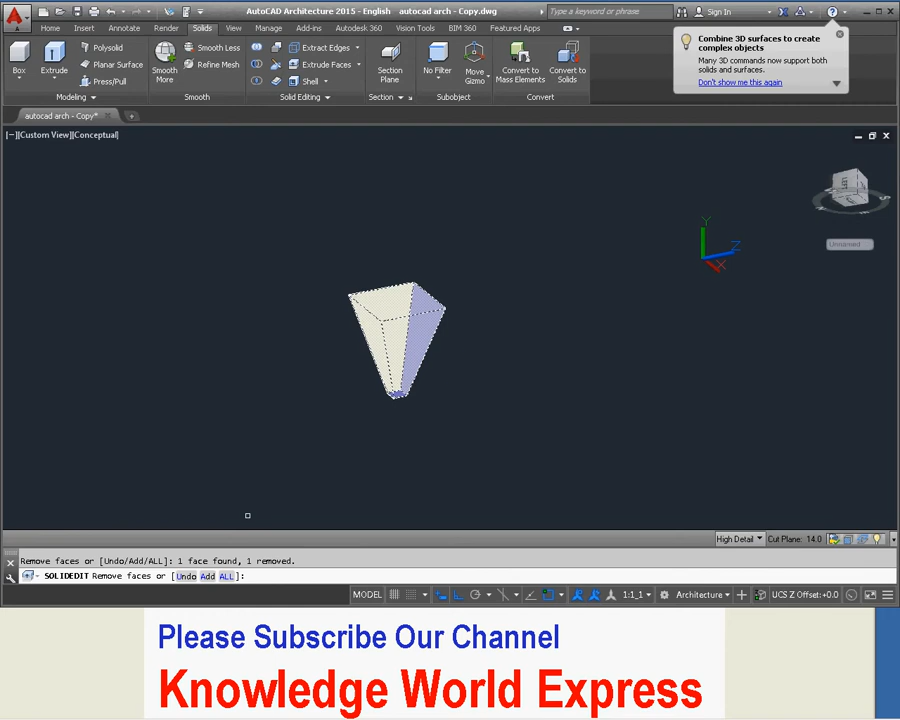 AutoCAD Architecture 2015 - English autocad arch - Copy.dwg
Type a keyword or phrase
Sign In
Home Insert Annotate Render Solids View Manage Add-ins Autodesk 360 Vision Tools BIM 360 Featured Apps
Box
Extrude
Polysolid
Planar Surface
Press/Pull
Modeling
Smooth
More
Smooth Less
Refine Mesh
Smooth
Extract Edges
Extrude Faces
Shell
Solid Editing
Section
Plane
Section
No Filter
Move
Gizmo
Subobject
Convert to
Mass Elements
Convert to
Solids
Convert
Combine 3D surfaces to create
complex objects
Many 3D commands now support both
solids and surfaces.
Don't show me this again
autocad arch - Copy*
[−][Custom View][Conceptual]
LEFT
Unnamed
Y
Z
X
High Detail Cut Plane: 14.0
Remove faces or [Undo/Add/ALL]: 1 face found, 1 removed.
SOLIDEDIT Remove faces or [Undo Add ALL]:
MODEL 1:1_1 Architecture UCS Z Offset:+0.0
Please Subscribe Our Channel
Knowledge World Express